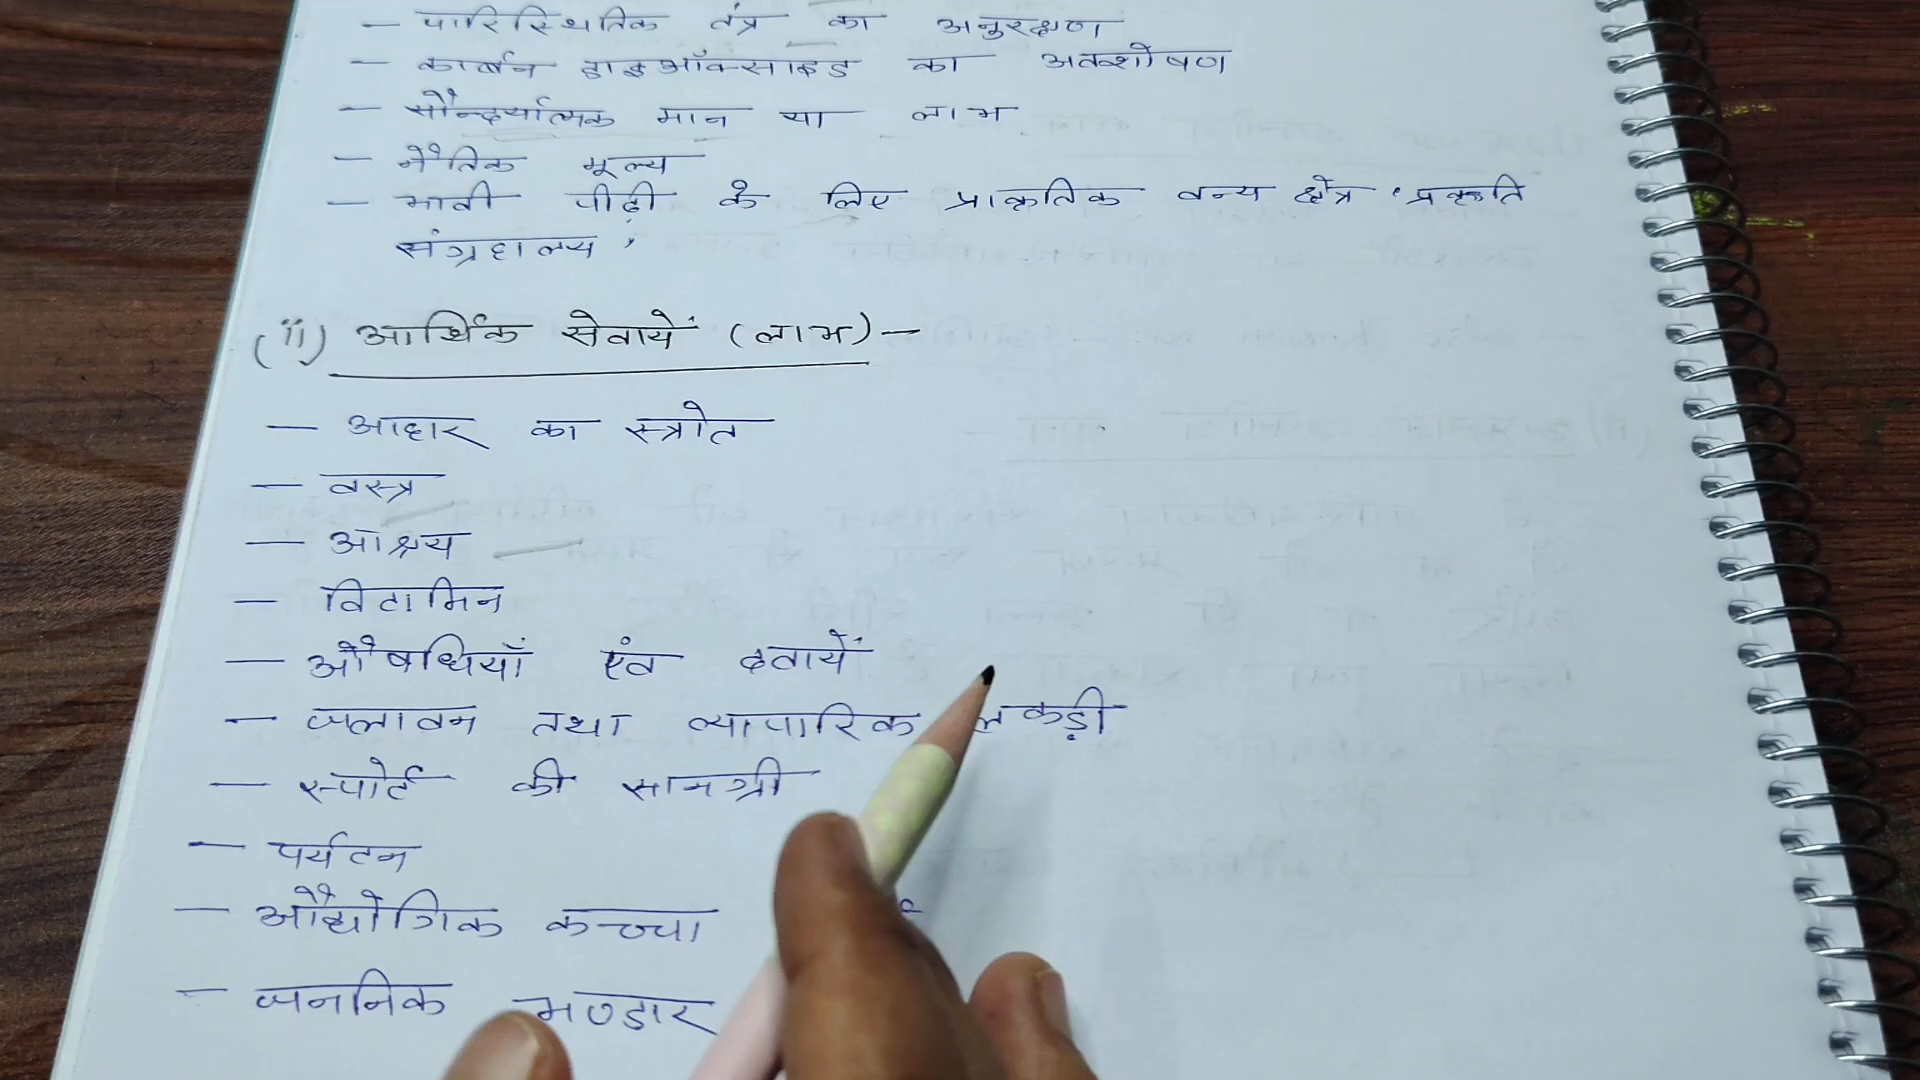 - पारिस्थितिक तंत्र का अनुरक्षण
- कार्बन डाइऑक्साइड का अवशोषण
- सौन्दर्यात्मक मान या लाभ
- नैतिक मूल्य
- भावी पीढ़ी के लिए प्राकृतिक वन्य क्षेत्र, प्रकृति
संग्रहालय,
(ii) आर्थिक सेवायें (लाभ) -
- आहार का स्त्रोत
- वस्त्र
- आश्रय
- विटामिन
- औषधियाँ एंव दवायें
- जलावन तथा व्यापारिक लकड़ी
- स्पोर्ट की सामग्री
- पर्यटन
- औद्योगिक कच्चा
- जननिक भण्डार